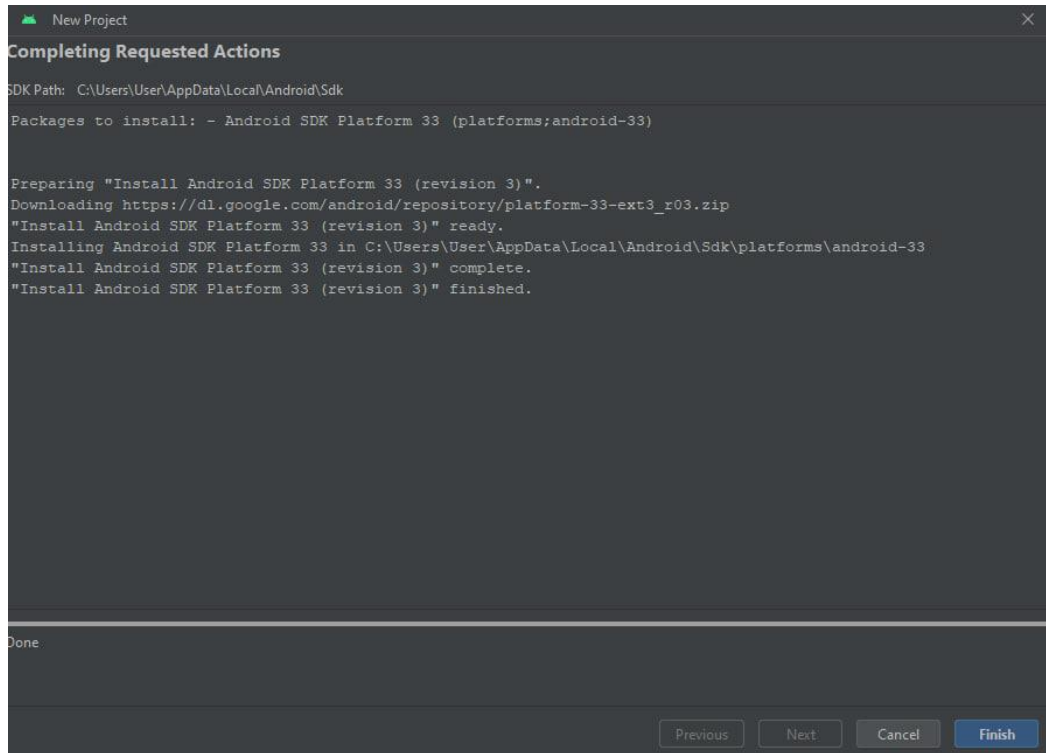 New Project
Completing Requested Actions
SDK Path: C:\Users\User\AppData\Local\Android\Sdk
Packages to install: - Android SDK Platform 33 (platforms;android-33)
Preparing "Install Android SDK Platform 33 (revision 3)".
Downloading https://dl.google.com/android/repository/platform-33-ext3_r03.zip
"Install Android SDK Platform 33 (revision 3)" ready.
Installing Android SDK Platform 33 in C:\Users\User\AppData\Local\Android\Sdk\platforms\android-33
"Install Android SDK Platform 33 (revision 3)" complete.
"Install Android SDK Platform 33 (revision 3)" finished.
Done
Previous Next Cancel Finish